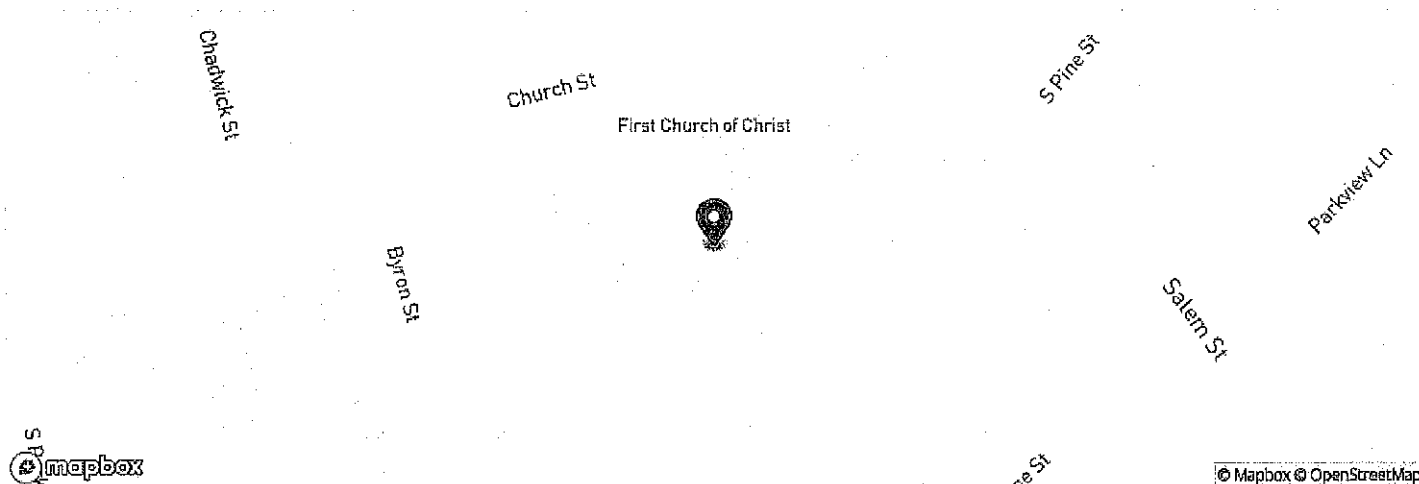 Chadwick St
Church St
S Pine St
First Church of Christ
Parkview Ln
Byron St
Salem St
mapbox
© Mapbox © OpenStreetMap